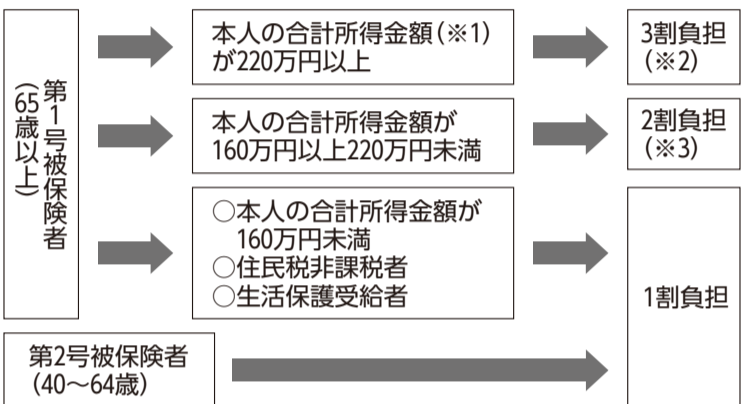 第1号被保険者
(65歳以上)
本人の合計所得金額(※1)
が220万円以上
3割負担
(※2)
本人の合計所得金額が
160万円以上220万円未満
2割負担
(※3)
○本人の合計所得金額が
160万円未満
○住民税非課税者
○生活保護受給者
1割負担
第2号被保険者
(40〜64歳)